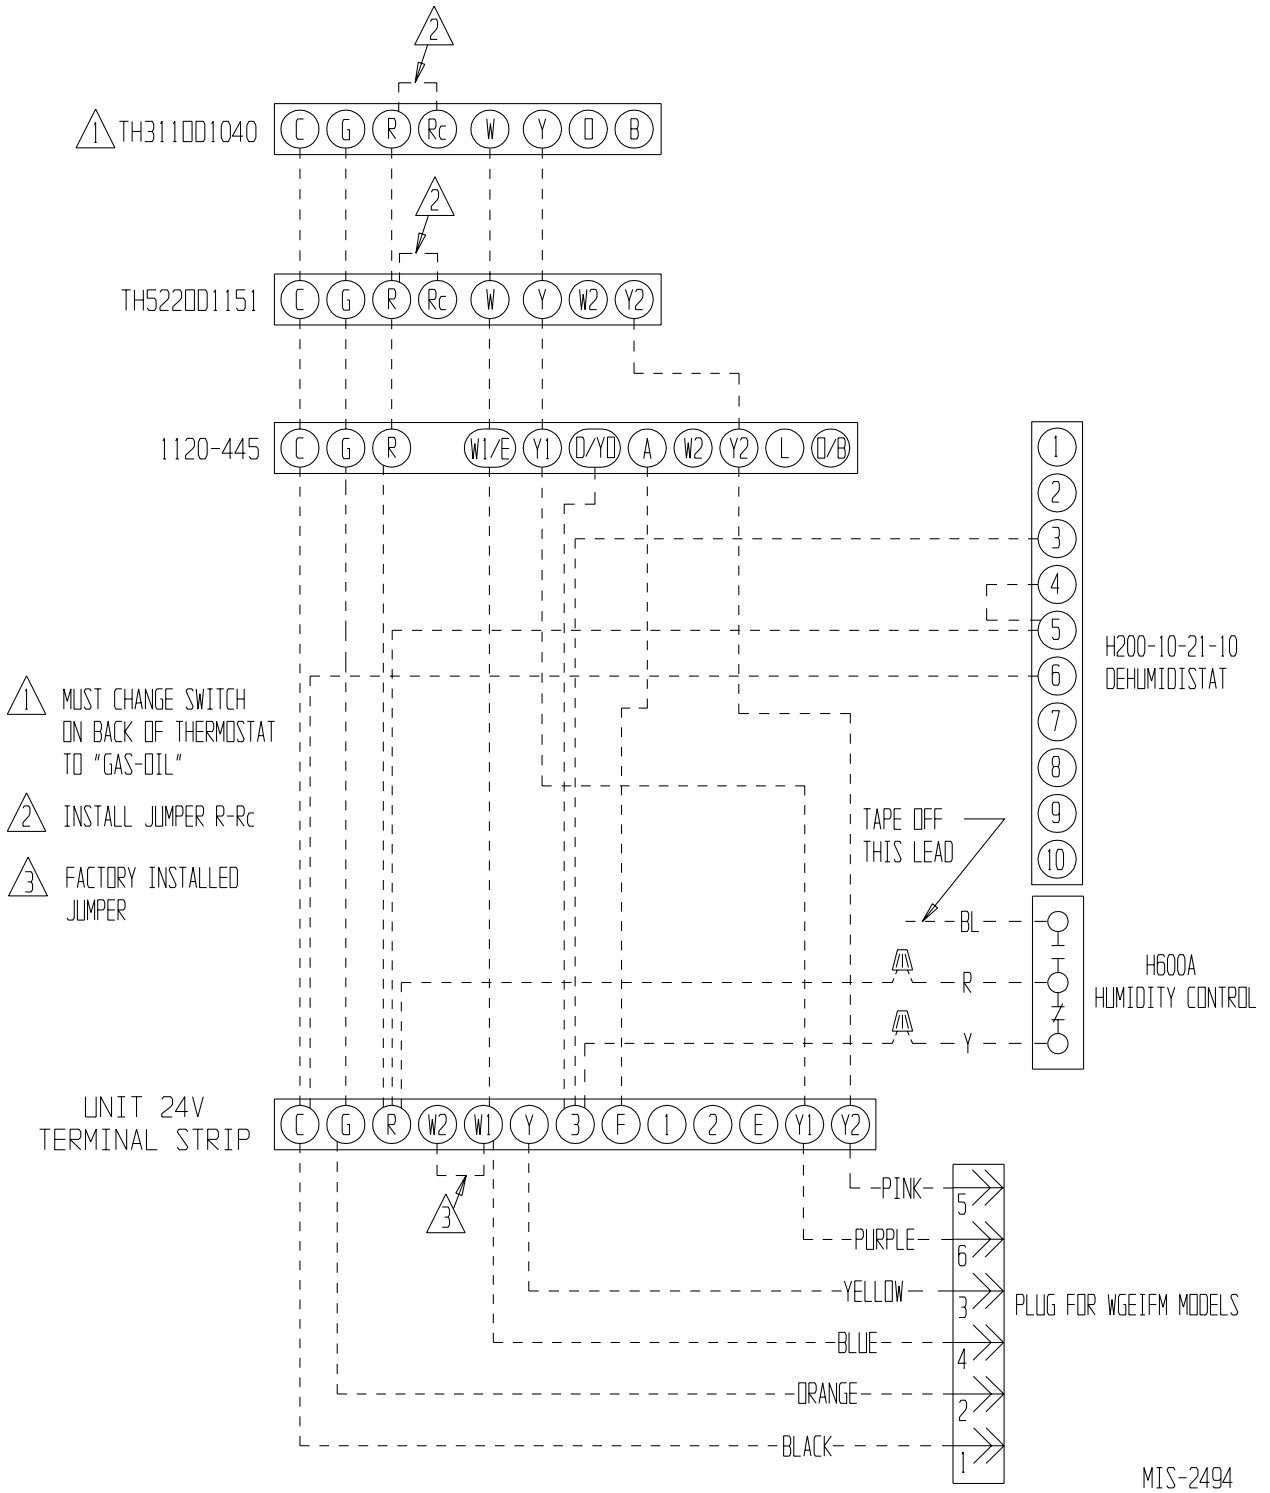 2
1 TH3110D1040 C G R Rc W Y O B
2
TH5220D1151 C G R Rc W Y W2 Y2
1120-445 C G R W1/E Y1 D/YD A W2 Y2 L O/B
1
2
3
4
5
6
7
8
9
10
H200-10-21-10
DEHUMIDISTAT
1 MUST CHANGE SWITCH
ON BACK OF THERMOSTAT
TO "GAS-OIL"
2 INSTALL JUMPER R-Rc
3 FACTORY INSTALLED
JUMPER
TAPE OFF
THIS LEAD
BL
R
Y
H600A
HUMIDITY CONTROL
UNIT 24V
TERMINAL STRIP
C G R W2 W1 Y 3 F 1 2 E Y1 Y2
3
PINK 5
PURPLE 6
YELLOW 3
BLUE 4
ORANGE 2
BLACK 1
PLUG FOR WGEIFM MODELS
MIS-2494